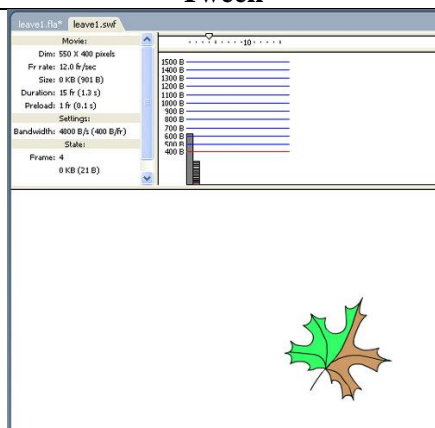 Tween
leave1.fla* leave1.swf
Movie:
Dim: 550 X 400 pixels
Fr rate: 12.0 fr/sec
Size: 0 KB (901 B)
Duration: 15 fr (1.3 s)
Preload: 1 fr (0.1 s)
Settings:
Bandwidth: 4800 B/s (400 B/fr)
State:
Frame: 4
0 KB (21 B)
10
1500 B
1400 B
1300 B
1200 B
1100 B
1000 B
900 B
800 B
700 B
600 B
500 B
400 B